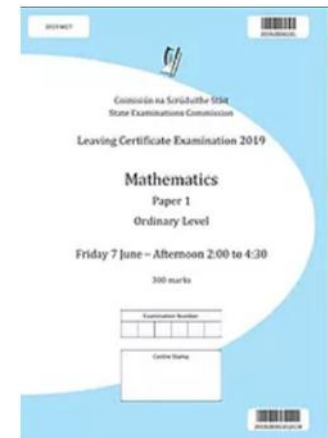 Coimisiún na Scrúduithe Stáit
State Examinations Commission
Leaving Certificate Examination 2019
Mathematics
Paper 1
Ordinary Level
Friday 7 June – Afternoon 2:00 to 4:30
300 marks
Examination Number
Centre Stamp